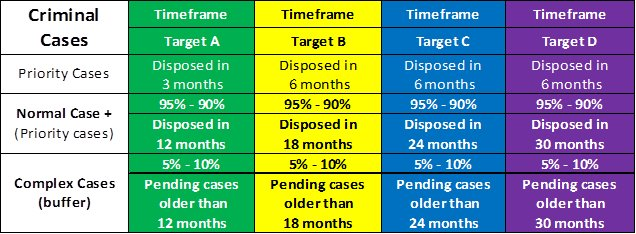 Criminal Cases Timeframe Timeframe Timeframe Timeframe
Target A Target B Target C Target D
Priority Cases Disposed in 3 months Disposed in 6 months Disposed in 6 months Disposed in 6 months
Normal Case + (Priority cases) 95% - 90% 95% - 90% 95% - 90% 95% - 90%
Disposed in 12 months Disposed in 18 months Disposed in 24 months Disposed in 30 months
Complex Cases (buffer) 5% - 10% 5% - 10% 5% - 10% 5% - 10%
Pending cases older than 12 months Pending cases older than 18 months Pending cases older than 24 months Pending cases older than 30 months